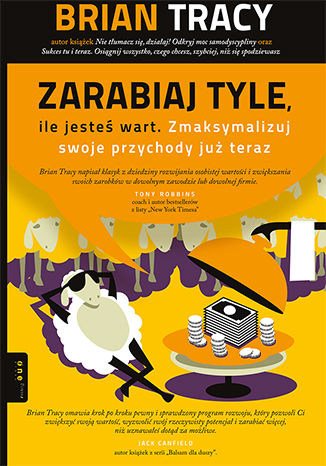 BRIAN TRACY
autor książek Nie tłumacz się, działaj! Odkryj moc samodyscypliny oraz
Sukces tu i teraz. Osiągnij wszystko, czego chcesz, szybciej, niż się spodziewasz
ZARABIAJ TYLE,
ile jesteś wart. Zmaksymalizuj
swoje przychody już teraz
Brian Tracy napisał klasyk z dziedziny rozwijania osobistej wartości i zwiększania
swoich zarobków w dowolnym zawodzie lub dowolnej firmie.
TONY ROBBINS
coach i autor bestsellerów
z listy „New York Timesa”
Brian Tracy omawia krok po kroku pewny i sprawdzony program rozwoju, który pozwoli Ci
zwiększyć swoją wartość, wyzwolić swój rzeczywisty potencjał i zarabiać więcej,
niż uznawałeś dotąd za możliwe.
JACK CANFIELD
autor książek z serii „Balsam dla duszy”.